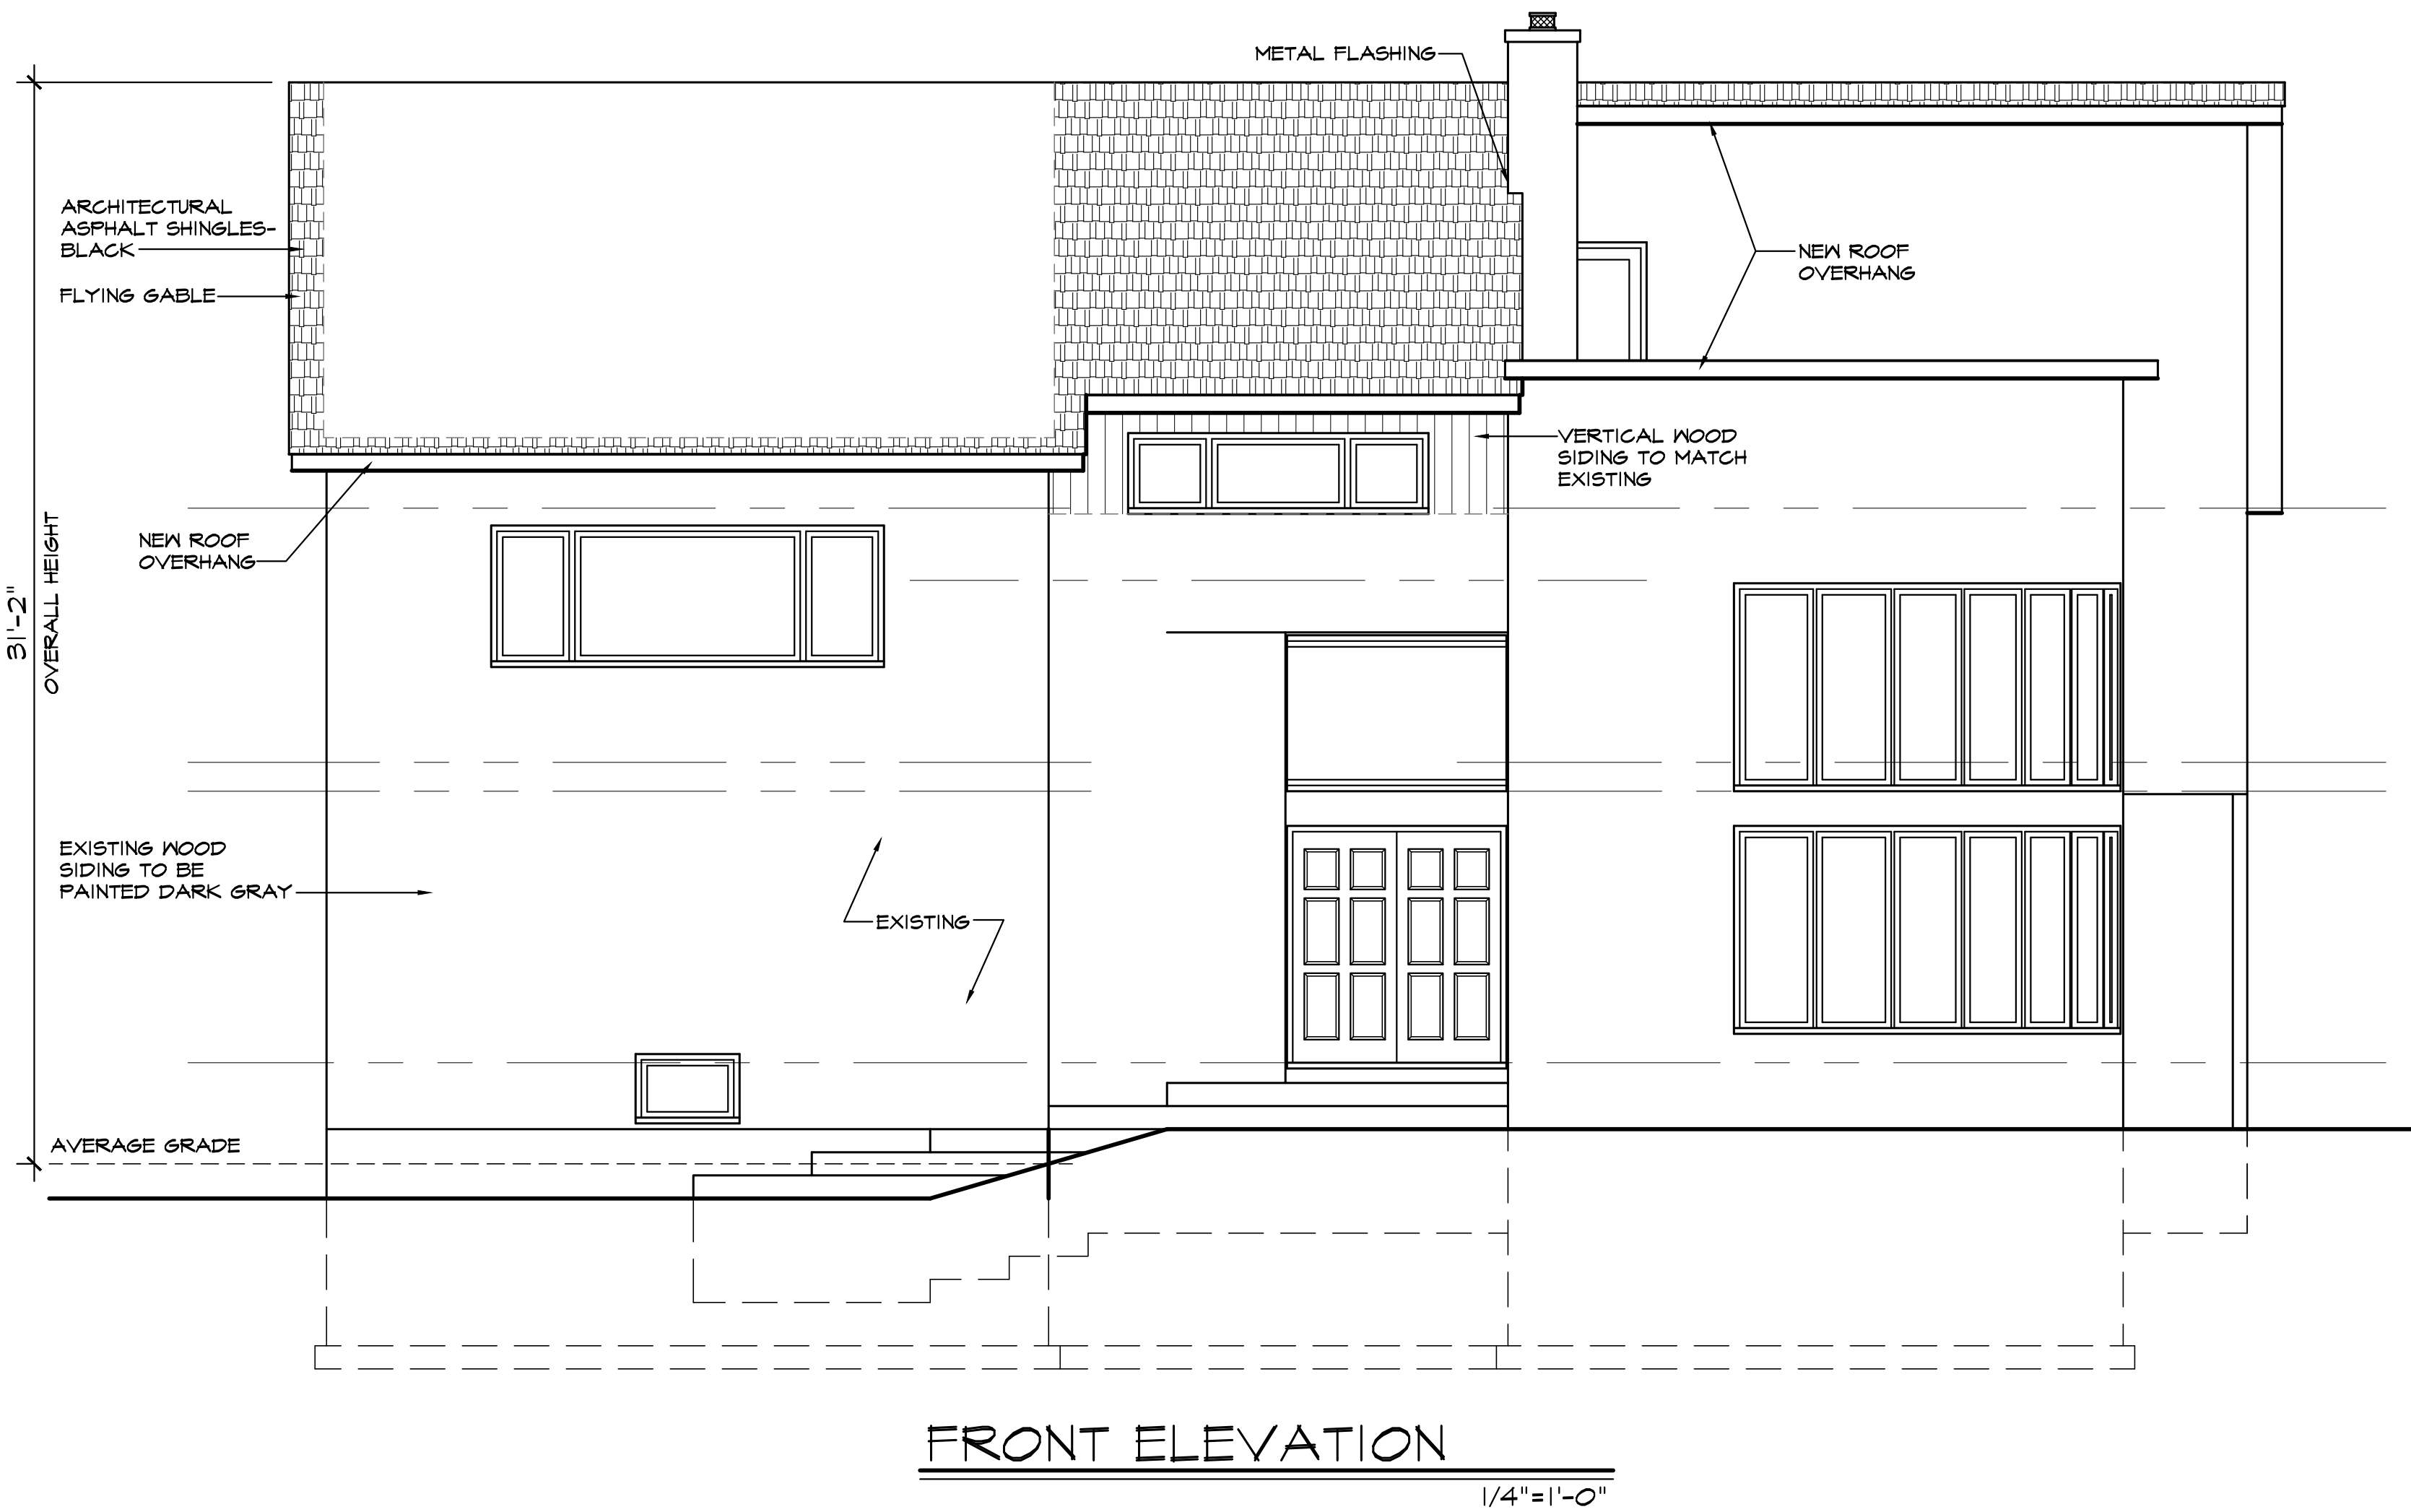 METAL FLASHING
ARCHITECTURAL
ASPHALT SHINGLES-
BLACK
FLYING GABLE
NEW ROOF
OVERHANG
VERTICAL WOOD
SIDING TO MATCH
EXISTING
NEW ROOF
OVERHANG
31'-2"
OVERALL HEIGHT
EXISTING WOOD
SIDING TO BE
PAINTED DARK GRAY
EXISTING
AVERAGE GRADE
FRONT ELEVATION
1/4"=1'-0"